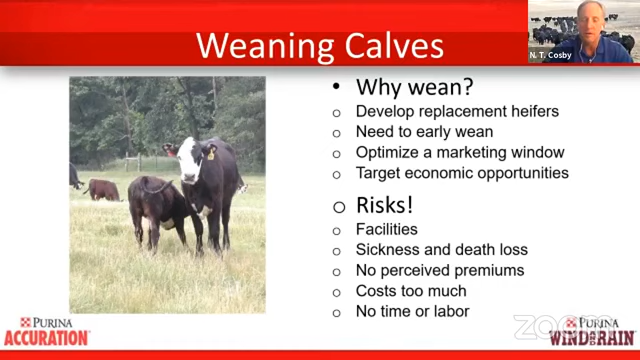 Weaning Calves
N. T. Cosby
• Why wean?
o Develop replacement heifers
o Need to early wean
o Optimize a marketing window
o Target economic opportunities
o Risks!
o Facilities
o Sickness and death loss
o No perceived premiums
o Costs too much
o No time or labor
PURINA
ACCURATION
zoom
PURINA
WIND AND RAIN